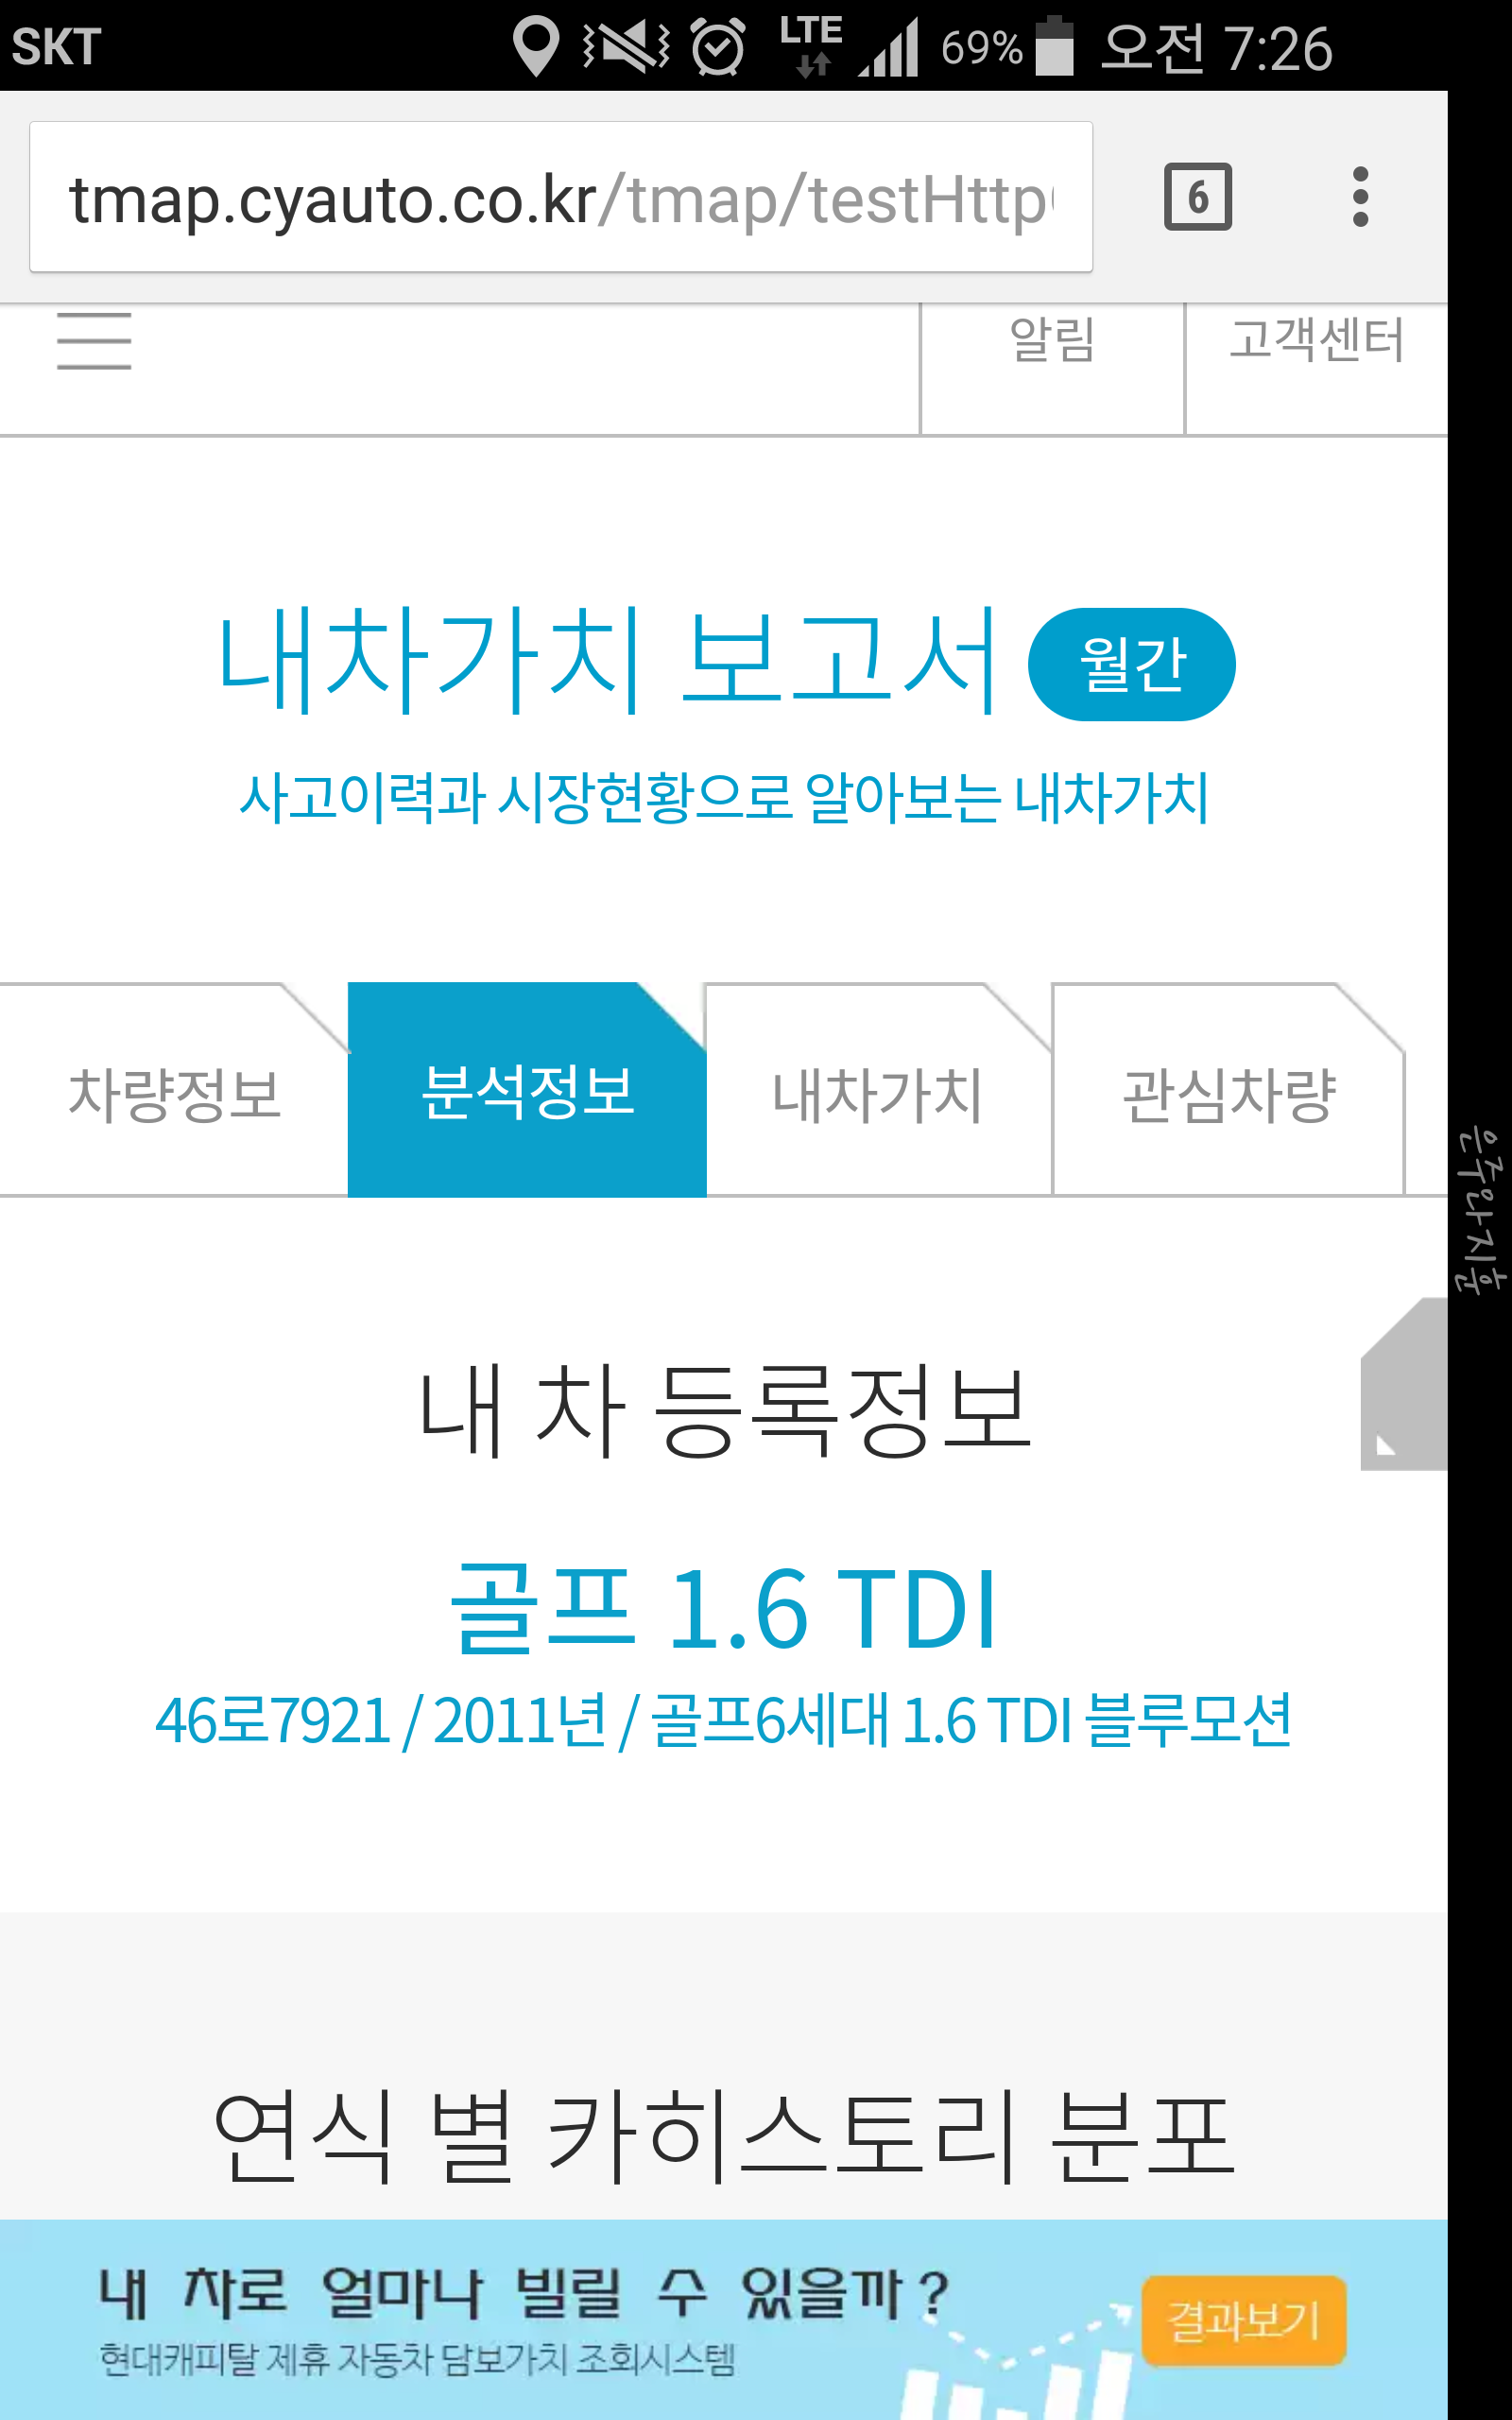 SKT LTE 69% 오전 7:26
tmap.cyauto.co.kr/tmap/testHttp
6
알림 고객센터
내차가치 보고서 월간
사고이력과 시장현황으로 알아보는 내차가치
차량정보 분석정보 내차가치 관심차량
내 차 등록정보
골프 1.6 TDI
46로7921 / 2011년 / 골프6세대 1.6 TDI 블루모션
연식 별 카히스토리 분포
내 차로 얼마나 빌릴 수 있을까?
현대캐피탈 제휴 자동차 담보가치 조회시스템
결과보기